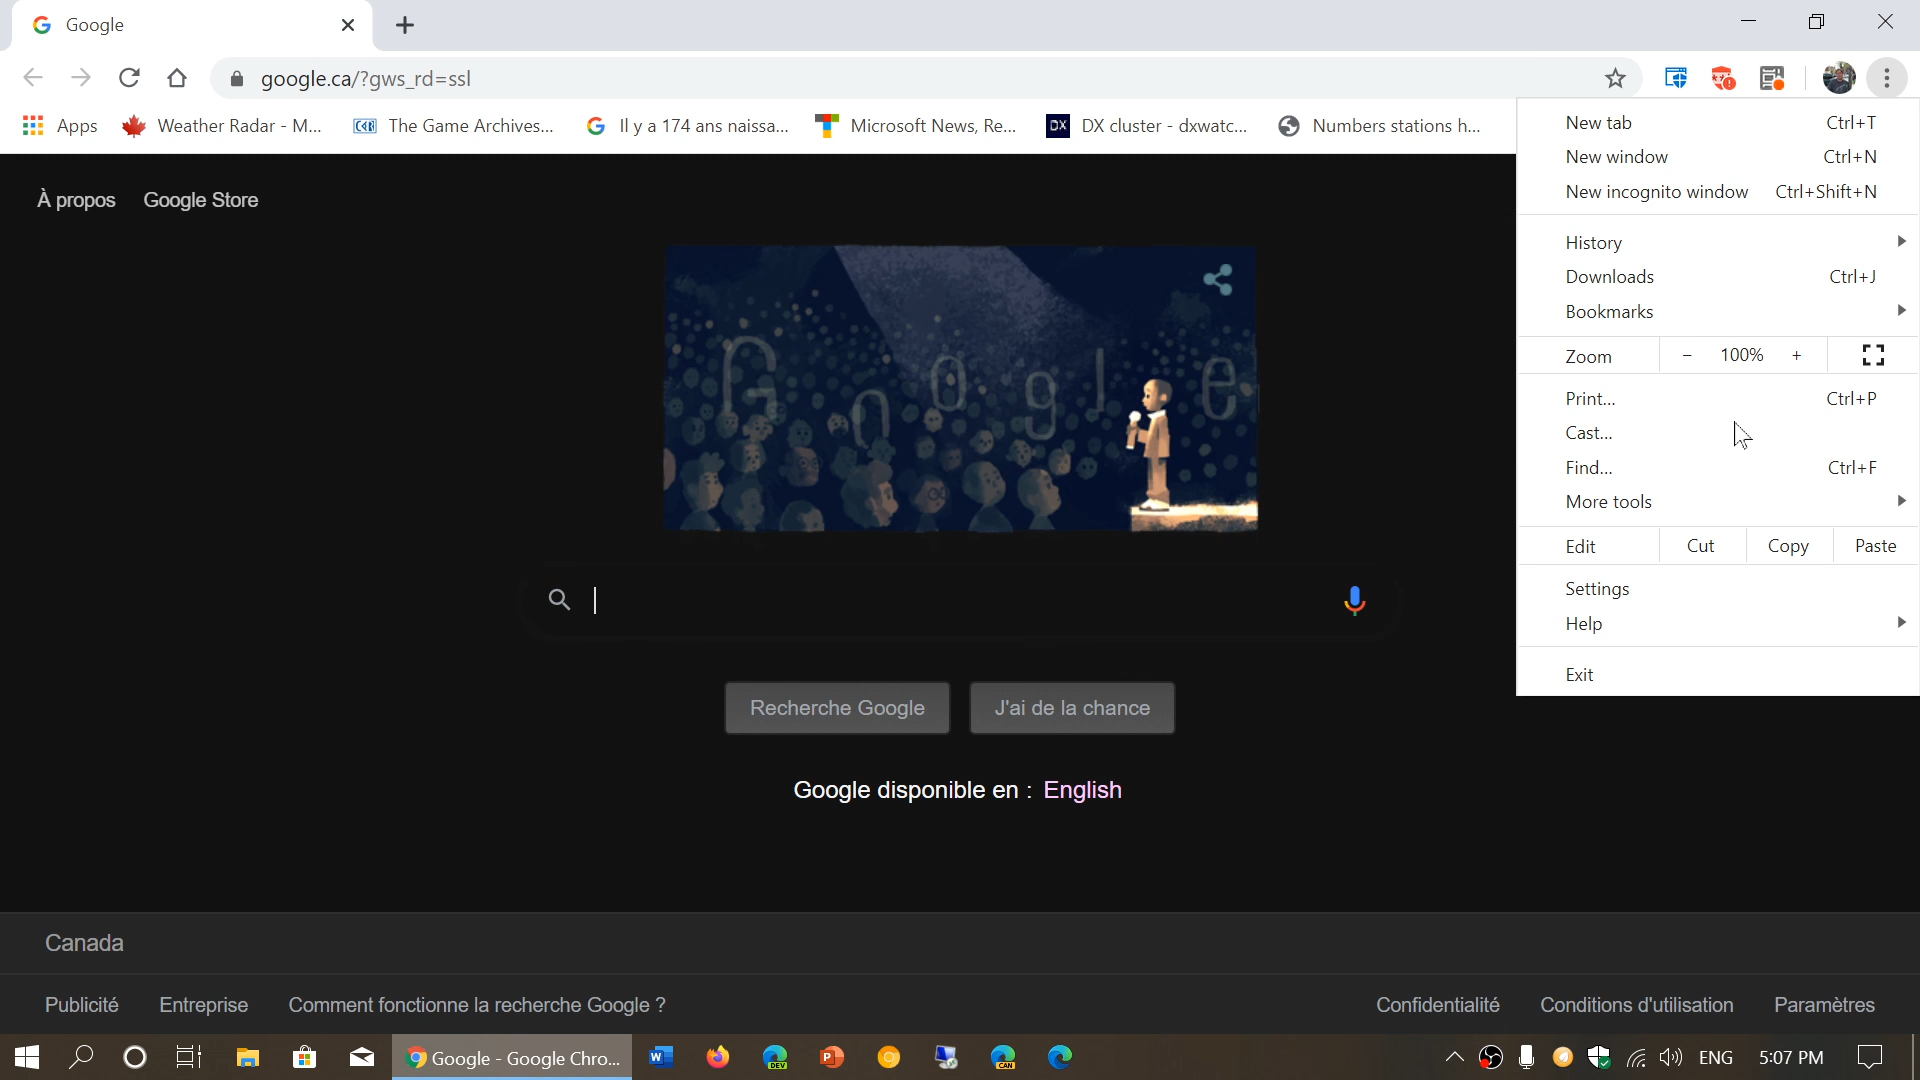 Google
google.ca/?gws_rd=ssl
Apps
Weather Radar - M...
The Game Archives...
Il y a 174 ans naissa...
Microsoft News, Re...
DX
DX cluster - dxwatc...
Numbers stations h...
À propos Google Store
Google
Recherche Google
J'ai de la chance
Google disponible en : English
New tab Ctrl+T
New window Ctrl+N
New incognito window Ctrl+Shift+N
History
Downloads Ctrl+J
Bookmarks
Zoom - 100% +
Print... Ctrl+P
Cast...
Find... Ctrl+F
More tools
Edit Cut Copy Paste
Settings
Help
Exit
Canada
Publicité Entreprise Comment fonctionne la recherche Google ?
Confidentialité Conditions d'utilisation Paramètres
Google - Google Chro...
W
DEV
P
CAN
ENG
5:07 PM